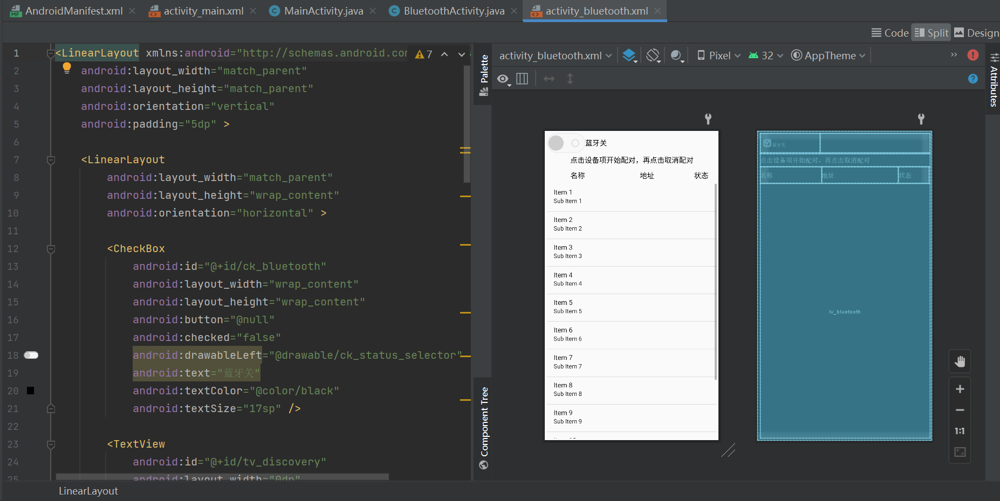 AndroidManifest.xml
activity_main.xml
MainActivity.java
BluetoothActivity.java
activity_bluetooth.xml
Code
Split
Design
1 <LinearLayout xmlns:android="http://schemas.android.com
7
2 android:layout_width="match_parent"
3 android:layout_height="match_parent"
4 android:orientation="vertical"
5 android:padding="5dp" >
6
7 <LinearLayout
8 android:layout_width="match_parent"
9 android:layout_height="wrap_content"
10 android:orientation="horizontal" >
11
12 <CheckBox
13 android:id="@+id/ck_bluetooth"
14 android:layout_width="wrap_content"
15 android:layout_height="wrap_content"
16 android:button="@null"
17 android:checked="false"
18 android:drawableLeft="@drawable/ck_status_selector"
19 android:text="蓝牙关"
20 android:textColor="@color/black"
21 android:textSize="17sp" />
22
23 <TextView
24 android:id="@+id/tv_discovery"
25 android:layout_width="0dp"
LinearLayout
Palette
Component Tree
activity_bluetooth.xml
Pixel
32
AppTheme
Attributes
蓝牙关
点击设备项开始配对，再点击取消配对
名称 地址 状态
Item 1
Sub Item 1
Item 2
Sub Item 2
Item 3
Sub Item 3
Item 4
Sub Item 4
Item 5
Sub Item 5
Item 6
Sub Item 6
Item 7
Sub Item 7
Item 8
Sub Item 8
Item 9
Sub Item 9
蓝牙关
点击设备项开始配对，再点击取消配对
名称 地址 状态
lv_bluetooth
1:1